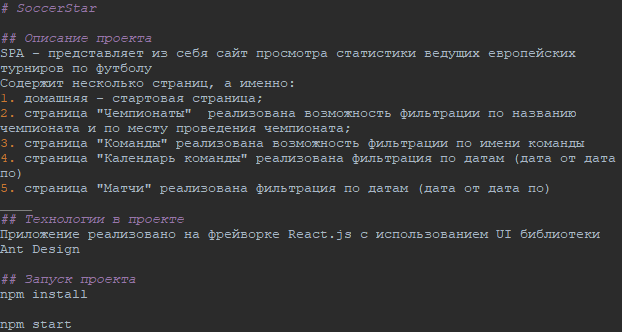 # SoccerStar
## Описание проекта
SPA - представляет из себя сайт просмотра статистики ведущих европейских
турниров по футболу
Содержит несколько страниц, а именно:
1. домашняя - стартовая страница;
2. страница "Чемпионаты"  реализована возможность фильтрации по названию
чемпионата и по месту проведения чемпионата;
3. страница "Команды" реализована возможность фильтрации по имени команды
4. страница "Календарь команды" реализована фильтрация по датам (дата от дата
по)
5. страница "Матчи" реализована фильтрация по датам (дата от дата по)
____
## Технологии в проекте
Приложение реализовано на фрейворке React.js с использованием UI библиотеки
Ant Design
## Запуск проекта
npm install
npm start